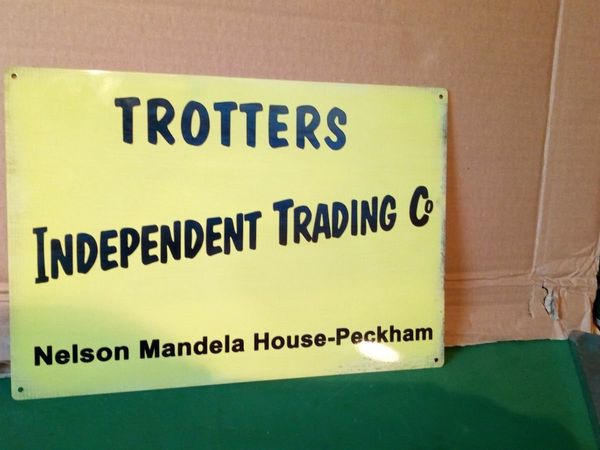 TROTTERS
INDEPENDENT TRADING Co
Nelson Mandela House-Peckham